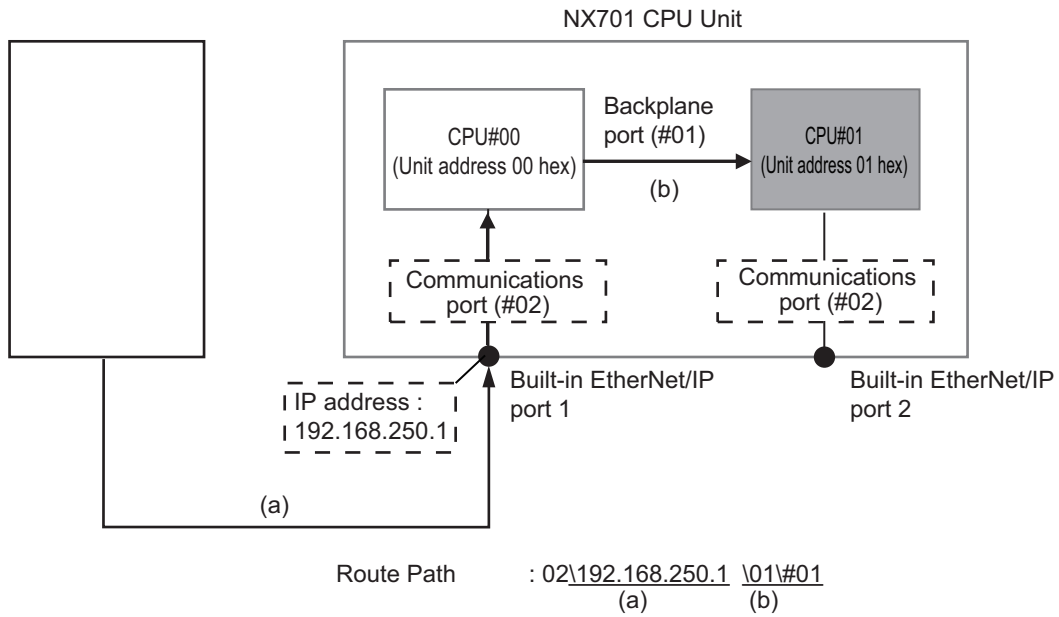 NX701 CPU Unit
CPU#00
(Unit address 00 hex)
Backplane
port (#01)
(b)
CPU#01
(Unit address 01 hex)
Communications
port (#02)
Communications
port (#02)
IP address :
192.168.250.1
Built-in EtherNet/IP
port 1
Built-in EtherNet/IP
port 2
(a)
Route Path : 02\192.168.250.1 \01\#01
(a) (b)